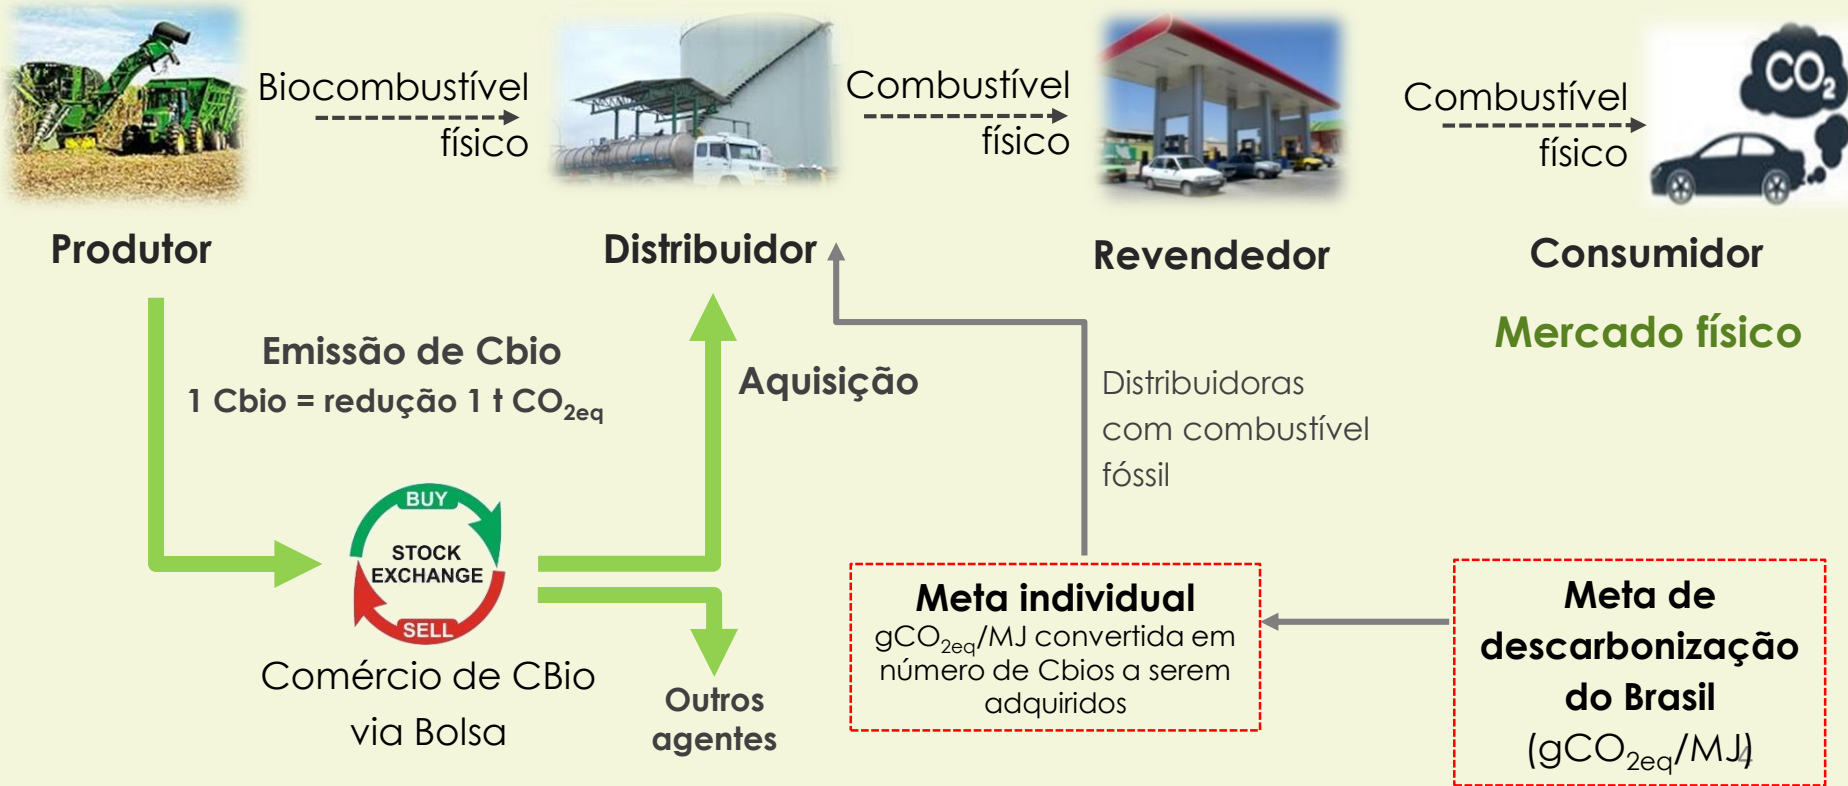 Biocombustível
físico
Combustível
físico
Combustível
físico
CO₂
Produtor
Distribuidor
Revendedor
Consumidor
Mercado físico
Emissão de Cbio
1 Cbio = redução 1 t CO₂eq
Aquisição
Distribuidoras
com combustível
fóssil
BUY
STOCK
EXCHANGE
SELL
Comércio de CBio
via Bolsa
Outros
agentes
Meta individual
gCO₂eq/MJ convertida em
número de Cbios a serem
adquiridos
Meta de
descarbonização
do Brasil
(gCO₂eq/MJ)
4